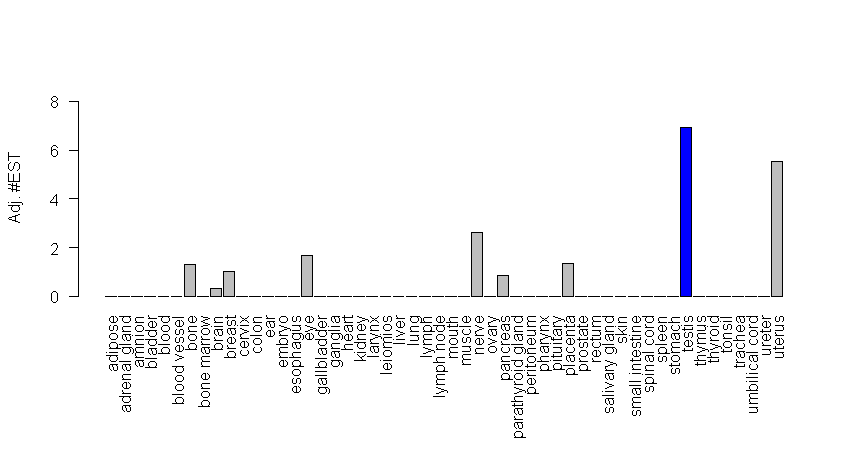 Adj. #EST
8
6
4
2
0
adipose
adrenal gland
amnion
bladder
blood
blood vessel
bone
bone marrow
brain
breast
cervix
colon
ear
embryo
esophagus
eye
gallbladder
ganglia
heart
kidney
larynx
leiomios
liver
lung
lymph
lymph node
mouth
muscle
nerve
ovary
pancreas
parathyroid gland
peritoneum
pharynx
pituitary
placenta
prostate
rectum
salivary gland
skin
small intestine
spinal cord
spleen
stomach
testis
thymus
thyroid
tonsil
trachea
umbilical cord
ureter
uterus